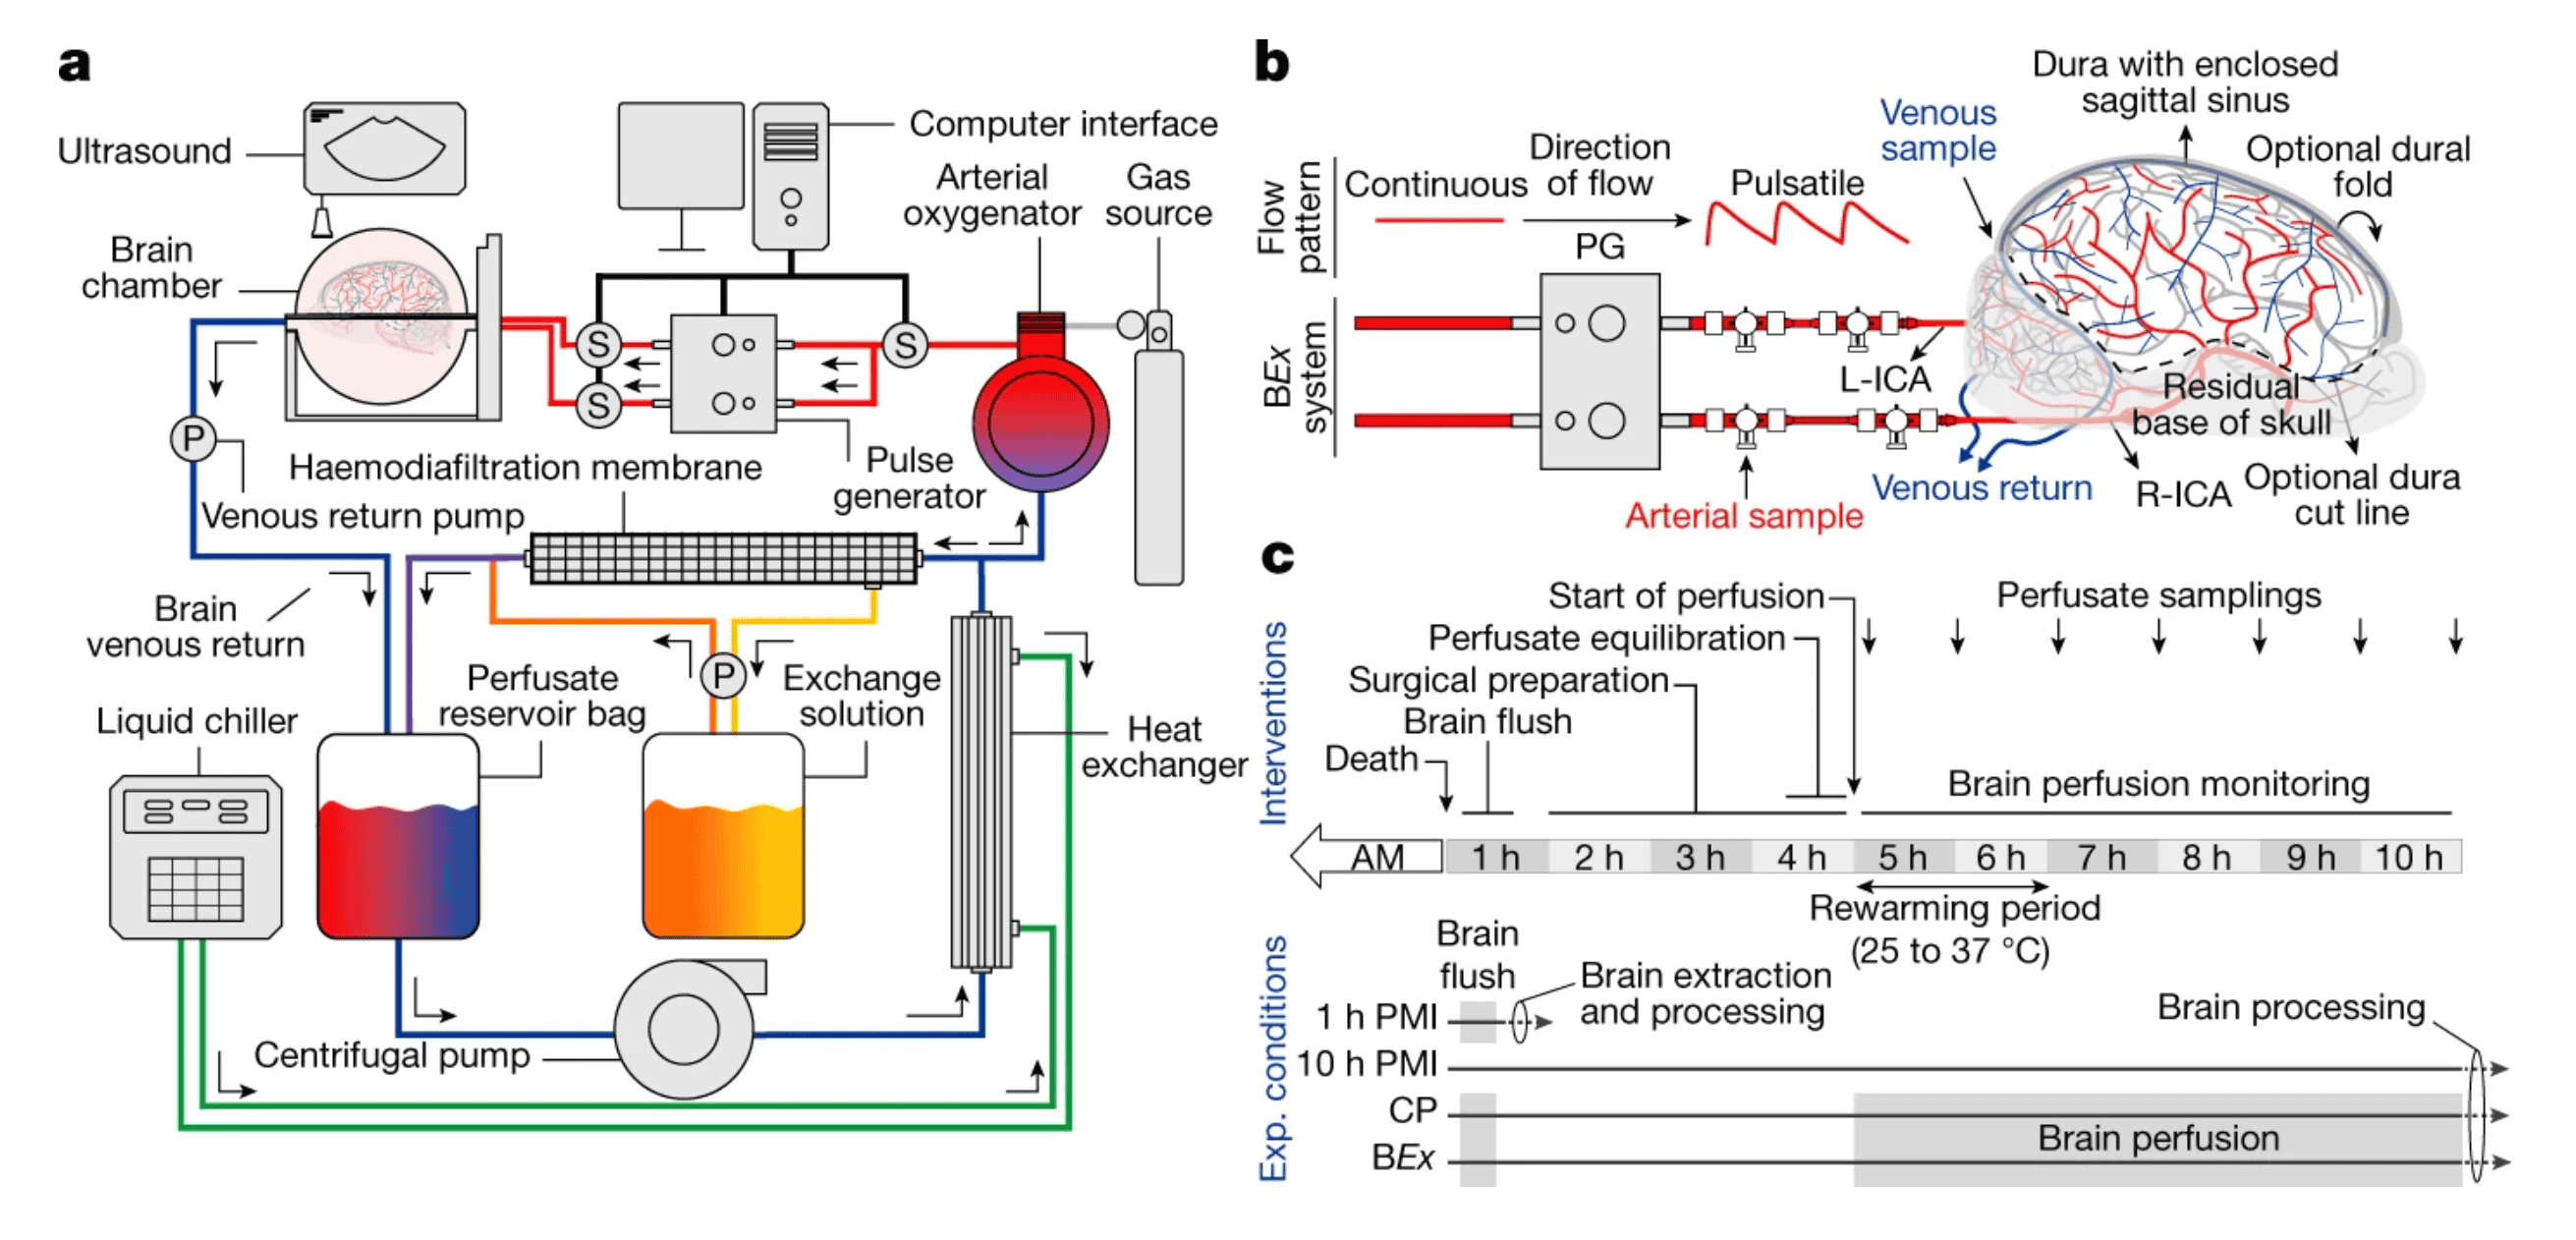 a
Ultrasound
Computer interface
Arterial
oxygenator
Gas
source
Brain
chamber
S
S
S
P
Haemodiafiltration membrane
Pulse
generator
Venous return pump
Brain
venous return
Perfusate
reservoir bag
P
Exchange
solution
Liquid chiller
Heat
exchanger
Centrifugal pump
b
Dura with enclosed
sagittal sinus
Venous
sample
Optional dural
fold
Flow
pattern
Continuous
Direction
of flow
Pulsatile
PG
BEx
system
L-ICA
Residual
base of skull
Venous return
R-ICA
Optional dura
cut line
Arterial sample
c
Interventions
Start of perfusion
Perfusate samplings
Perfusate equilibration
Surgical preparation
Brain flush
Death
Brain perfusion monitoring
AM
1 h
2 h
3 h
4 h
5 h
6 h
7 h
8 h
9 h
10 h
Rewarming period
(25 to 37 °C)
Exp. conditions
Brain
flush
Brain extraction
and processing
Brain processing
1 h PMI
10 h PMI
CP
BEx
Brain perfusion